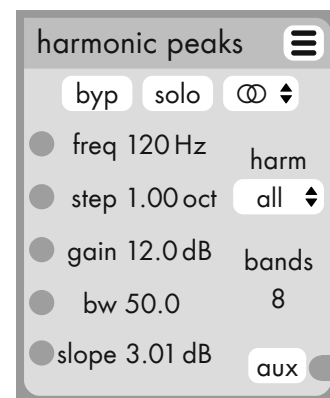 harmonic peaks
byp solo
freq 120 Hz
harm
step 1.00 oct all
gain 12.0 dB
bands
bw 50.0 8
slope 3.01 dB
aux